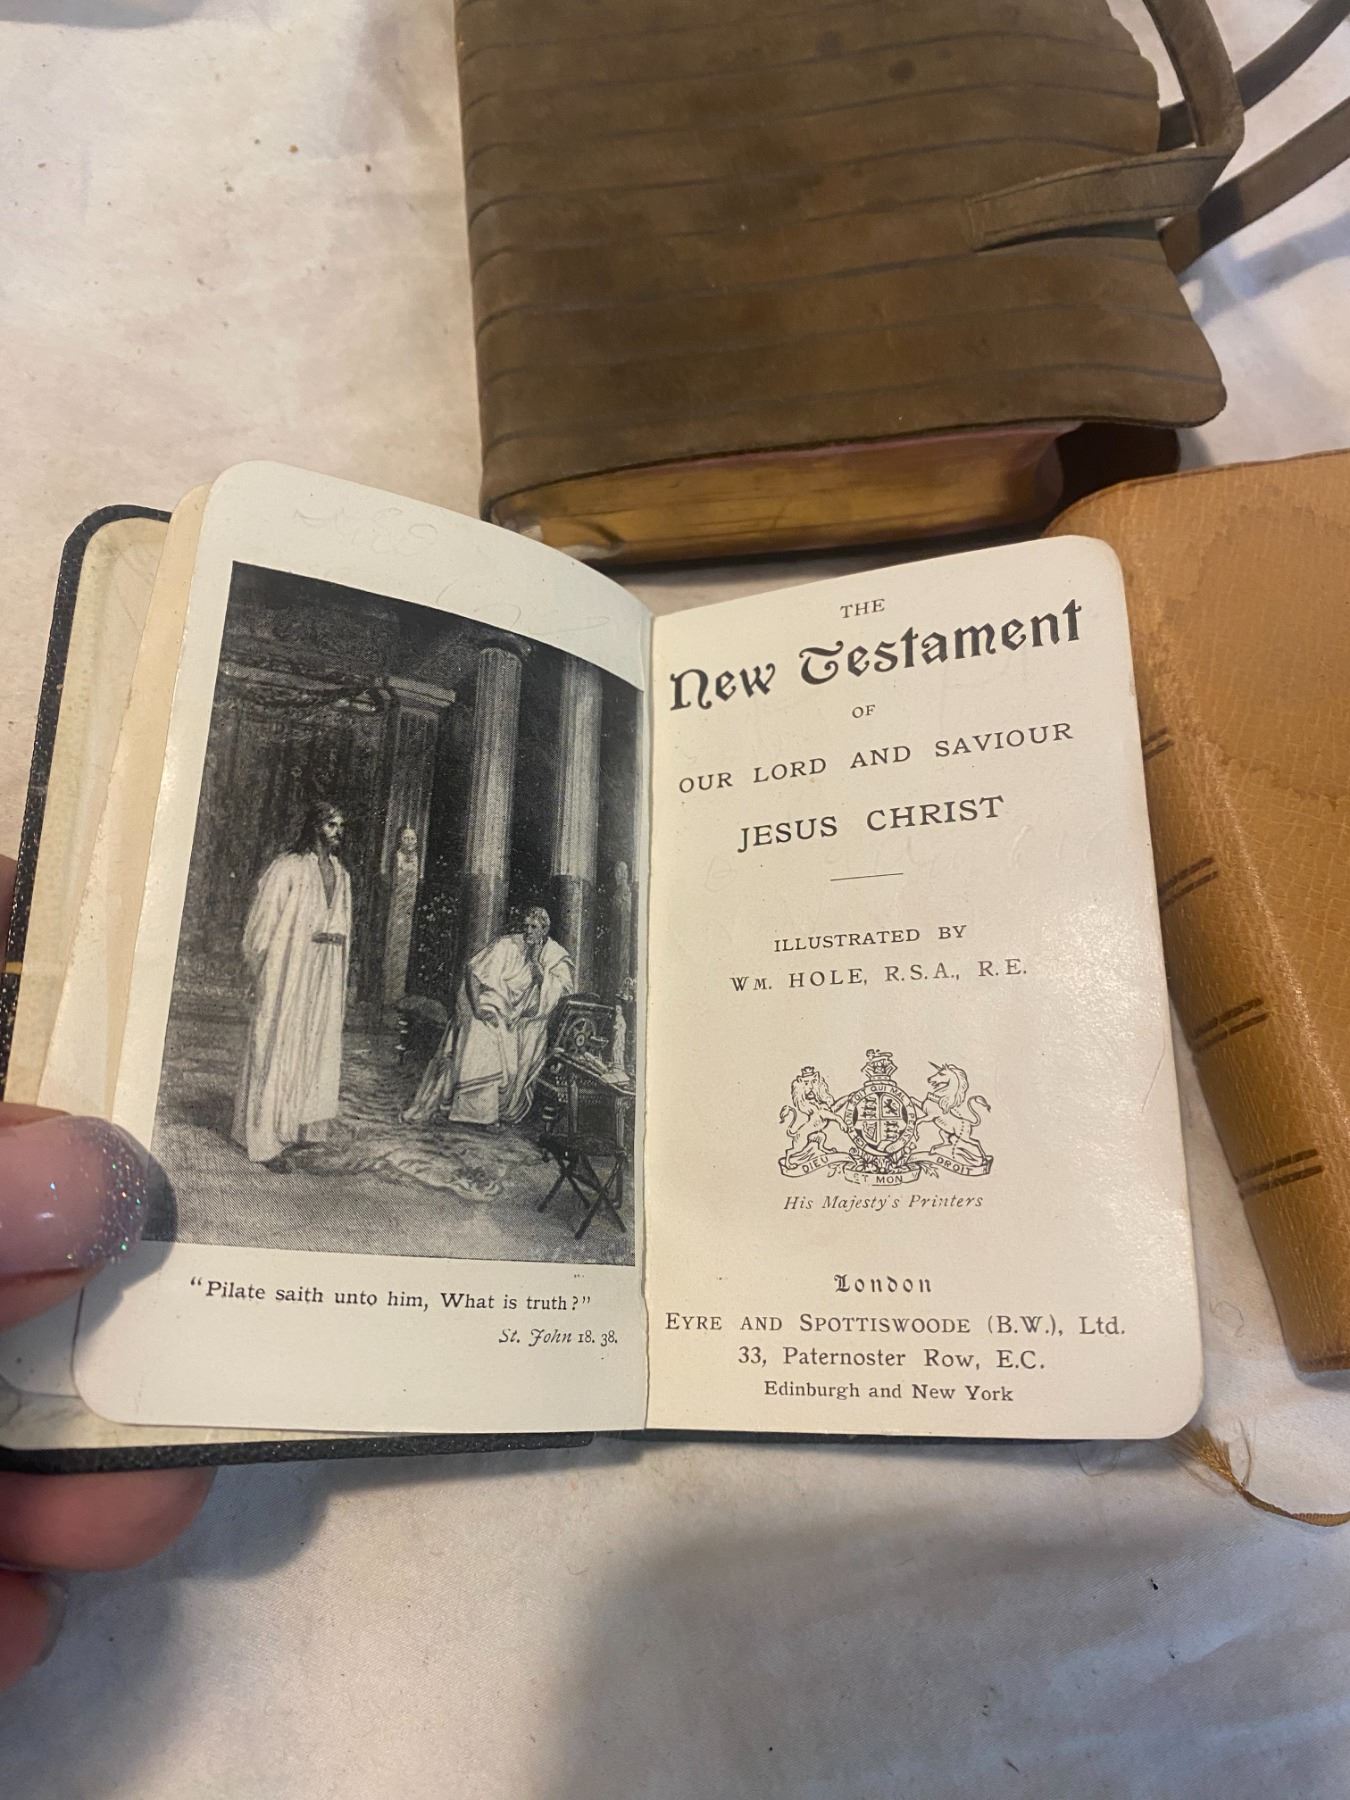 "Pilate saith unto him, What is truth?"
St. John 18. 38.
THE
New Testament
OF
OUR LORD AND SAVIOUR
JESUS CHRIST
ILLUSTRATED BY
WM. HOLE, R.S.A., R.E.
DIEU ET MON DROIT
His Majesty's Printers
London
EYRE AND SPOTTISWOODE (B.W.), Ltd.
33, Paternoster Row, E.C.
Edinburgh and New York